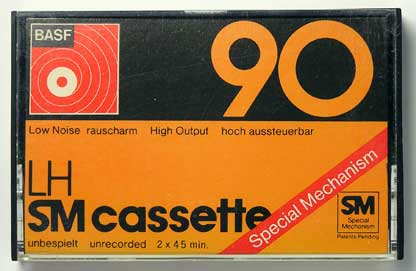 BASF
90
Low Noise rauscharm High Output hoch aussteuerbar
LH
SM cassette
Special Mechanism
unbespielt unrecorded 2 x 45 min.
SM
Special
Mechanism
Patents Pending